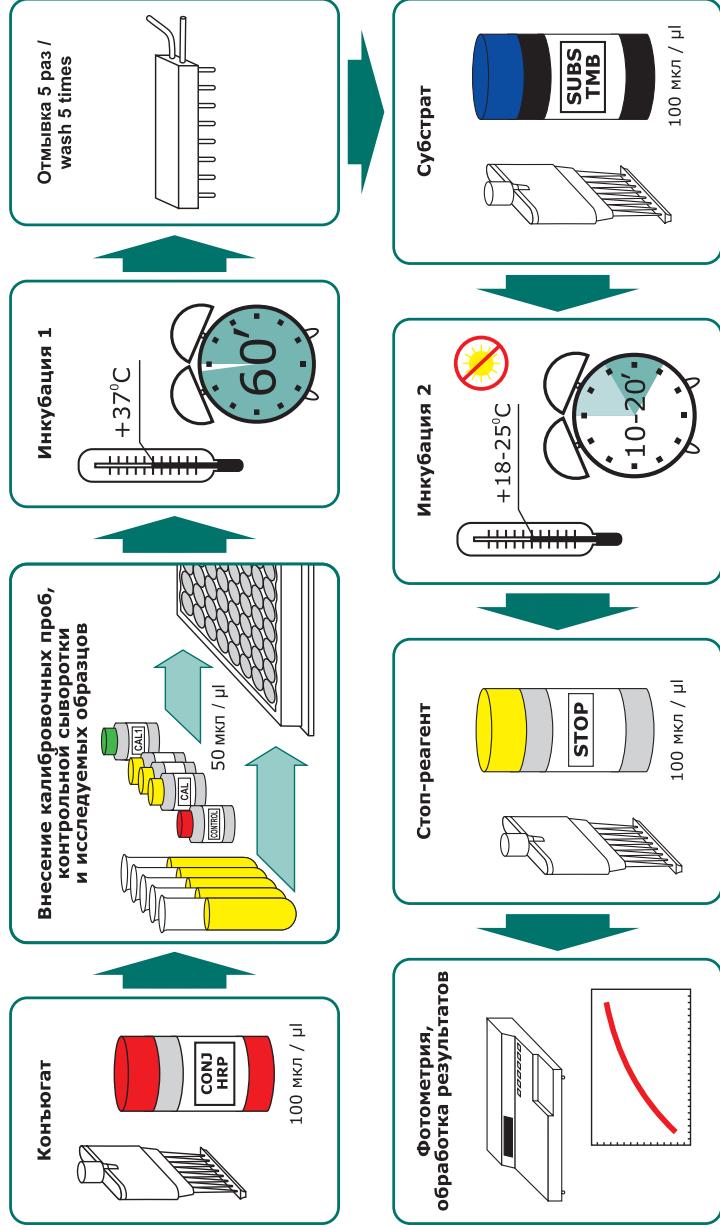 Конъюгат
CONJ
HRP
100 мкл / µl
Внесение калибровочных проб,
контрольной сыворотки
и исследуемых образцов
CAL1
CAL
CONTROL
50 мкл / µl
Инкубация 1
+37⁰C
60′
Отмывка 5 раз /
wash 5 times
Субстрат
SUBS
TMB
100 мкл / µl
Инкубация 2
+18-25⁰C
10-20′
Стоп-реагент
STOP
100 мкл / µl
Фотометрия,
обработка результатов